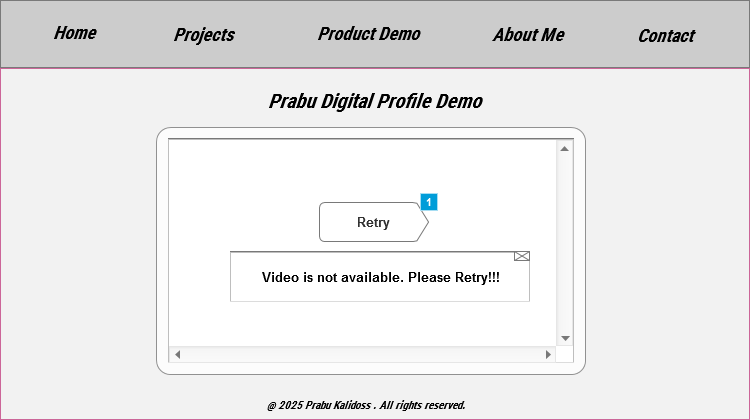 Home Projects Product Demo About Me Contact
Prabu Digital Profile Demo
1
Retry
Video is not available. Please Retry!!!
@ 2025 Prabu Kalidoss . All rights reserved.